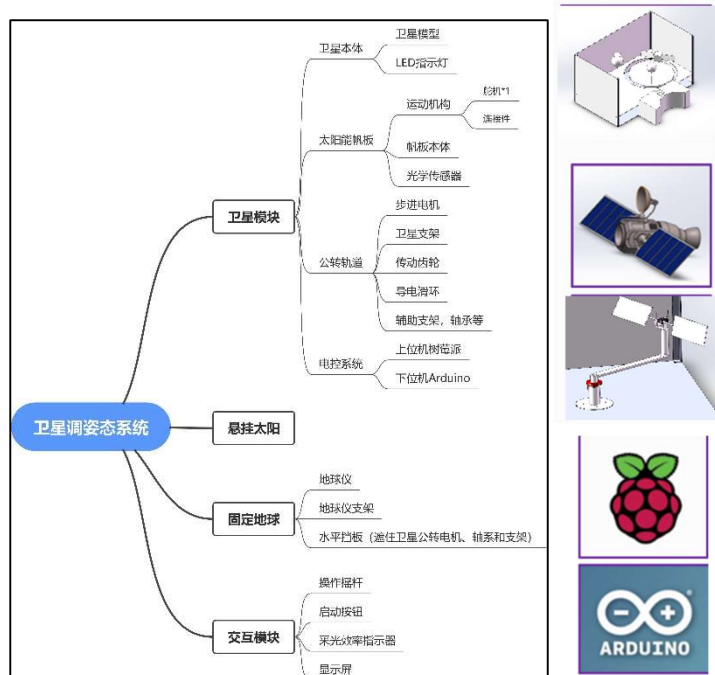 卫星调姿态系统
卫星模块
卫星本体
卫星模型
LED指示灯
太阳能帆板
运动机构
舵机*1
连接件
帆板本体
光学传感器
公转轨道
步进电机
卫星支架
传动齿轮
导电滑环
辅助支架，轴承等
电控系统
上位机树莓派
下位机Arduino
悬挂太阳
固定地球
地球仪
地球仪支架
水平挡板（遮住卫星公转电机、轴系和支架）
交互模块
操作摇杆
启动按钮
采光效率指示器
显示屏
ARDUINO